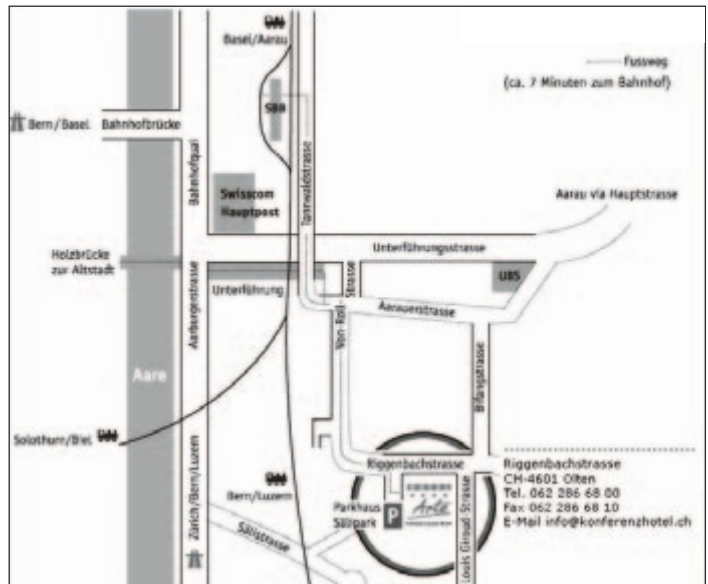 Basel/Aarau
Fussweg
(ca. 7 Minuten zum Bahnhof)
SBB
Bern/Basel
Bahnhofbrücke
Bahnhofquai
Tannwaldstrasse
Swisscom
Hauptpost
Aarau via Hauptstrasse
Unterführungsstrasse
Holzbrücke
zur Altstadt
Unterführung
UBS
Aarburgerstrasse
Von-Roll-
Strasse
Aarauerstrasse
Bifangstrasse
Aare
Solothurn/Biel
Zürich/Bern/Luzern
Bern/Luzern
Sälistrasse
Riggenbachstrasse
Parkhaus
Sälipark
P
Arte
Louis Giroud-Strasse
Riggenbachstrasse
CH-4601 Olten
Tel. 062 286 68 00
Fax 062 286 68 10
E-Mail info@konferenzhotel.ch